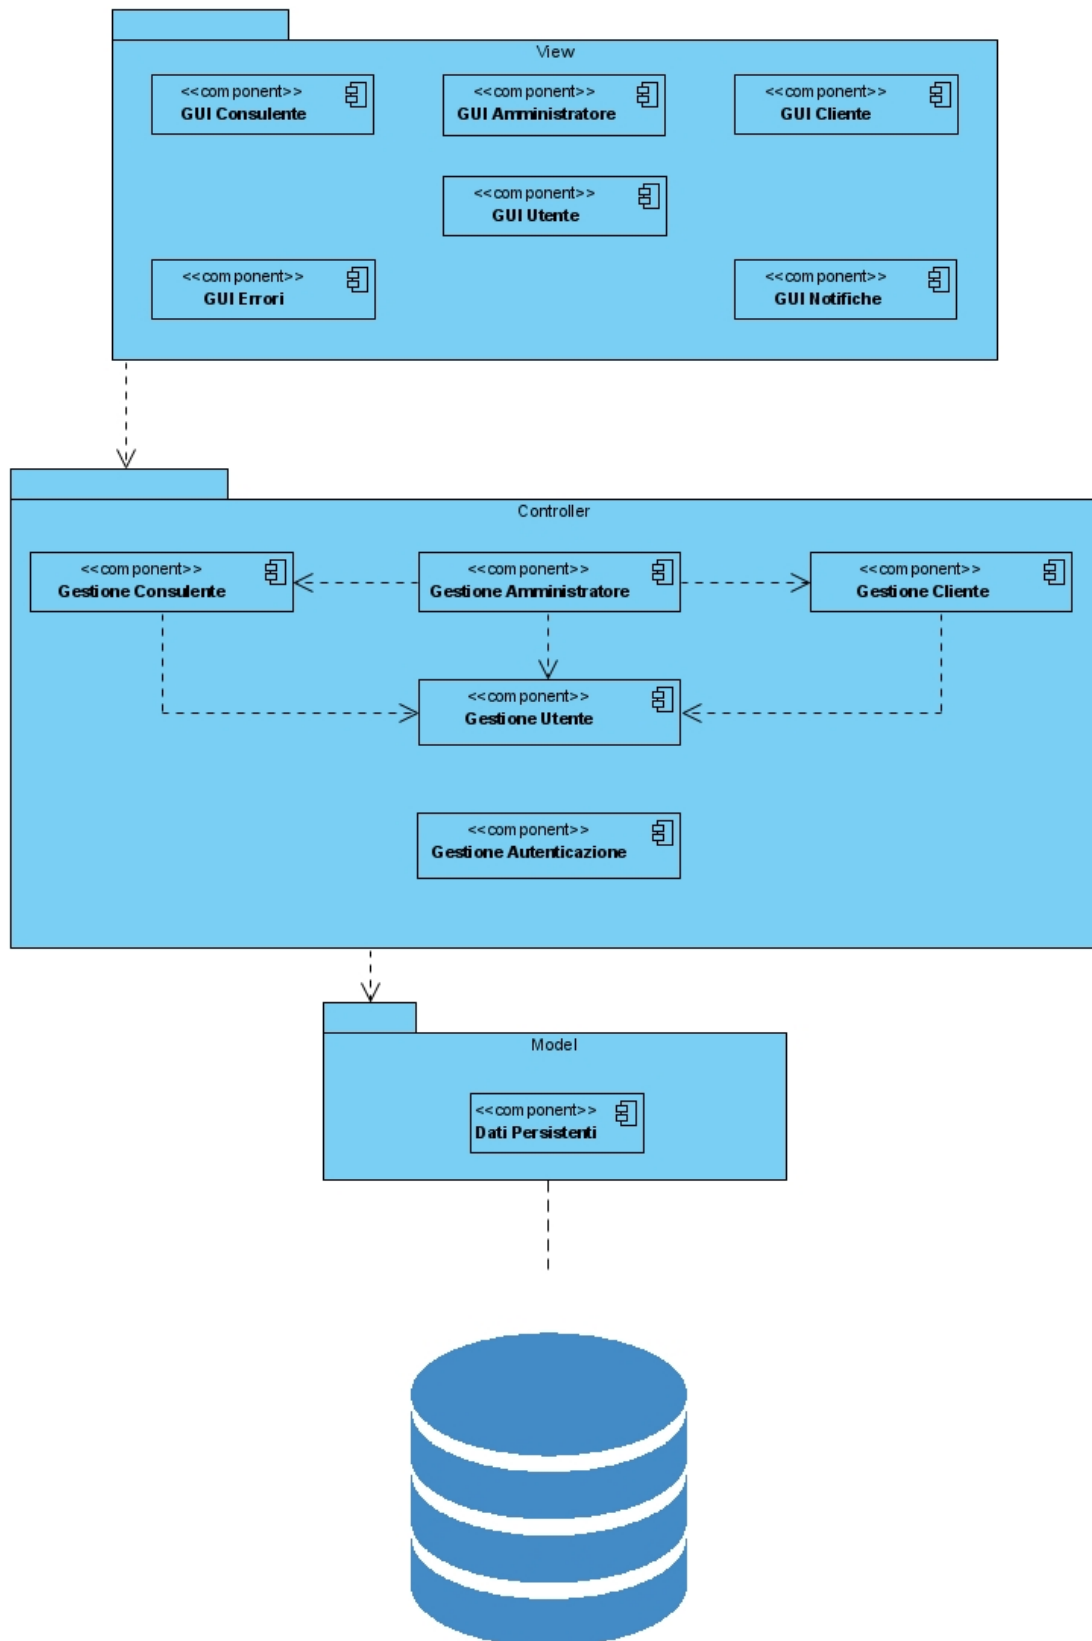 View
<<component>>
GUI Consulente
<<component>>
GUI Amministratore
<<component>>
GUI Cliente
<<component>>
GUI Utente
<<component>>
GUI Errori
<<component>>
GUI Notifiche
Controller
<<component>>
Gestione Consulente
<<component>>
Gestione Amministratore
<<component>>
Gestione Cliente
<<component>>
Gestione Utente
<<component>>
Gestione Autenticazione
Model
<<component>>
Dati Persistenti